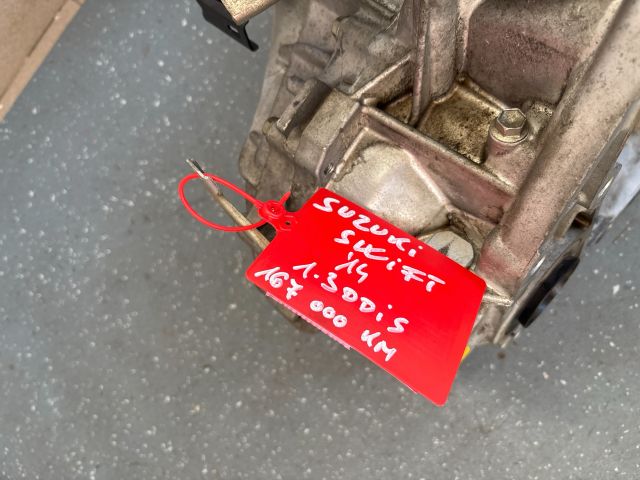 SUZUKi
SWiFT
'14
1.3DDiS
167 000 KM